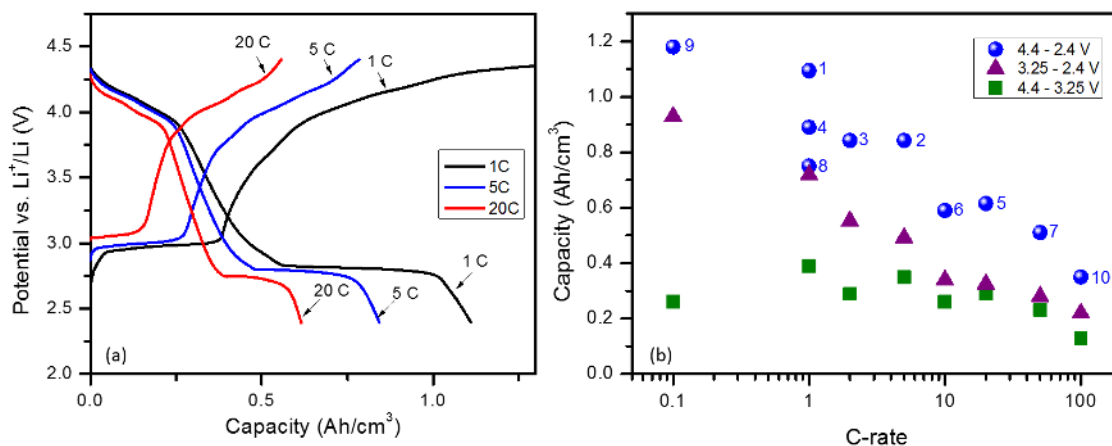 20 C
5 C
1 C
4.5
4.0
3.5
3.0
2.5
2.0
Potential vs. Li⁺/Li (V)
1C
5C
20C
20 C
5 C
1 C
(a)
0.0
0.5
1.0
Capacity (Ah/cm³)
1.2
1.0
0.8
0.6
0.4
0.2
0.0
Capacity (Ah/cm³)
4.4 - 2.4 V
3.25 - 2.4 V
4.4 - 3.25 V
9
1
4
3
2
8
6
5
7
10
(b)
0.1
1
10
100
C-rate